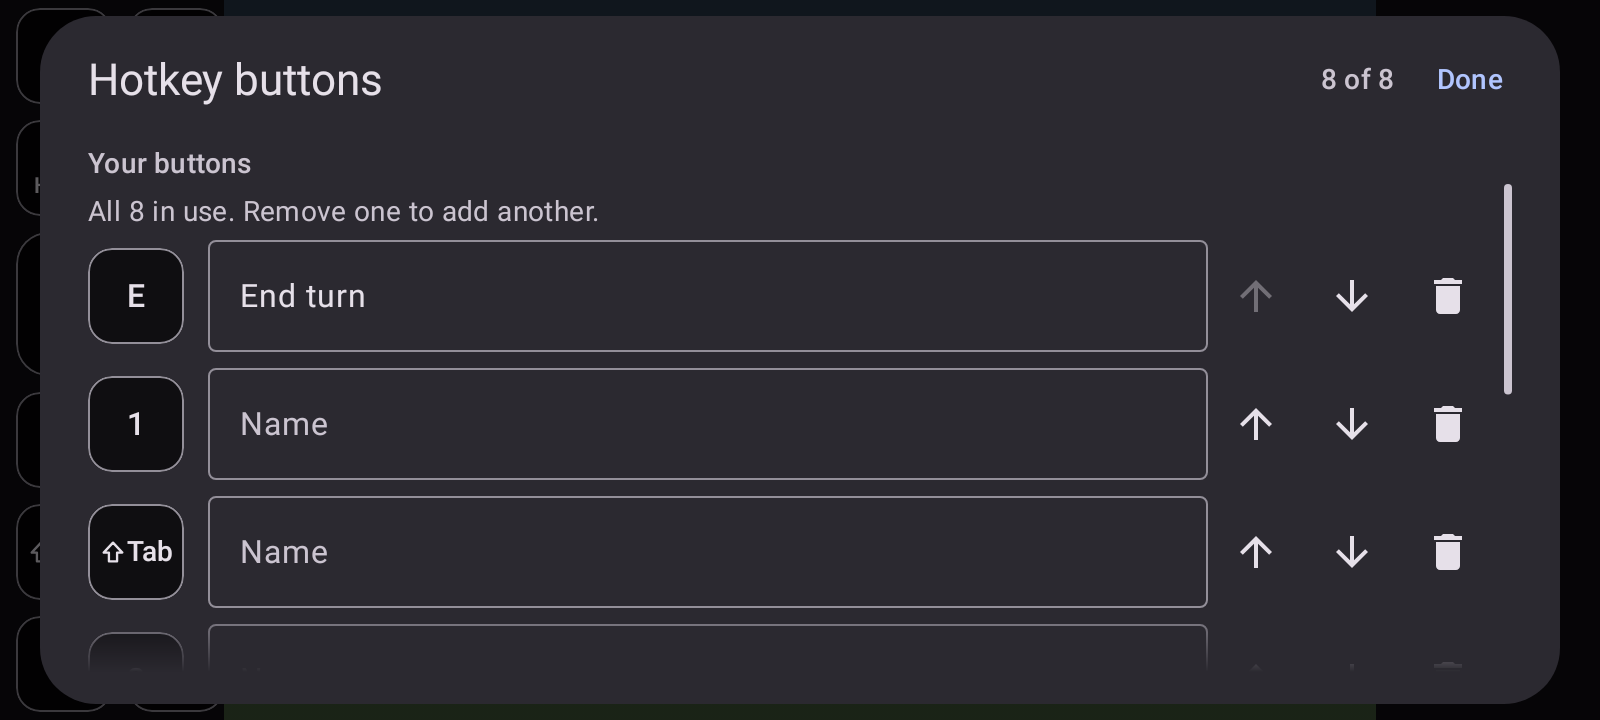 Hotkey buttons
8 of 8
Done
Your buttons
All 8 in use. Remove one to add another.
E
End turn
1
Name
⇧Tab
Name